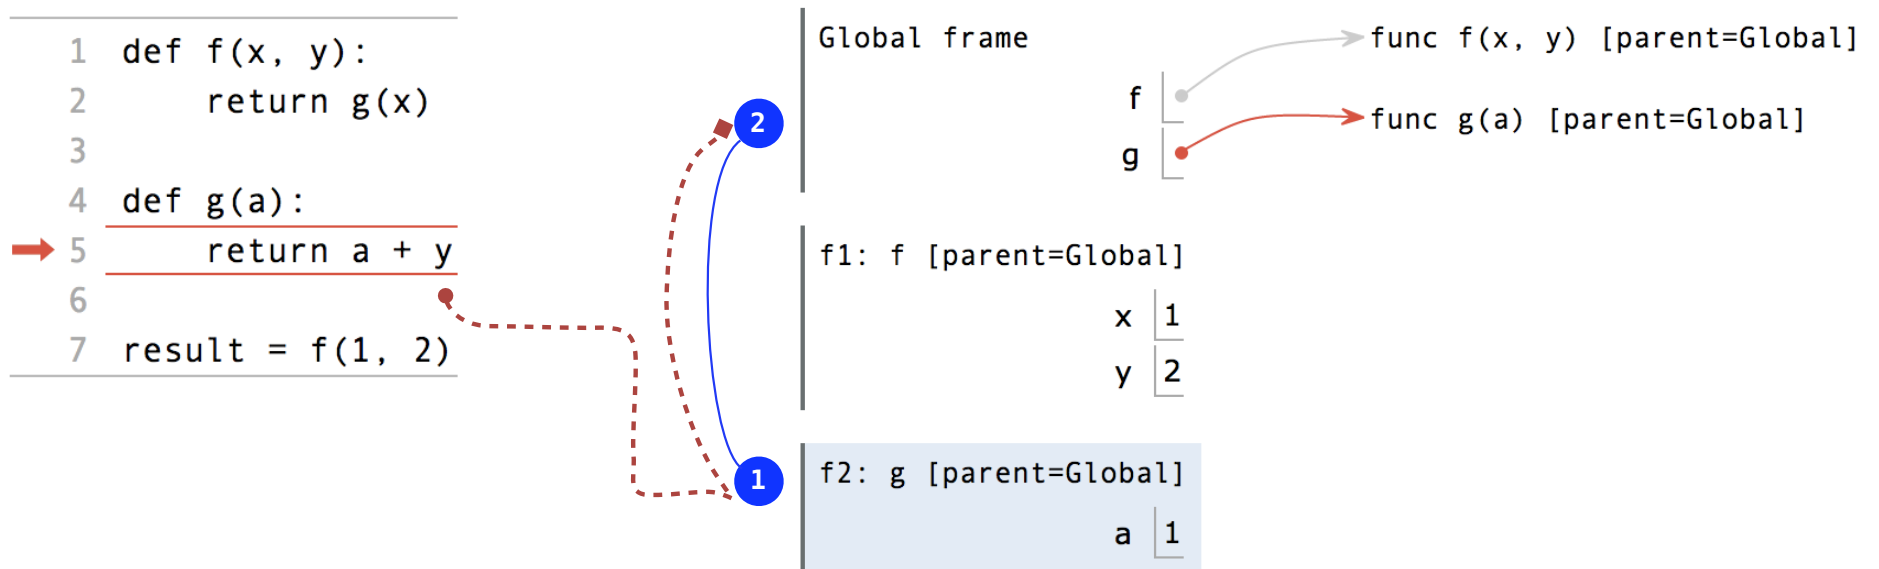 1 def f(x, y):
2     return g(x)
3
4 def g(a):
5     return a + y
6
7 result = f(1, 2)
2
1
Global frame
f
g
func f(x, y) [parent=Global]
func g(a) [parent=Global]
f1: f [parent=Global]
x 1
y 2
f2: g [parent=Global]
a 1